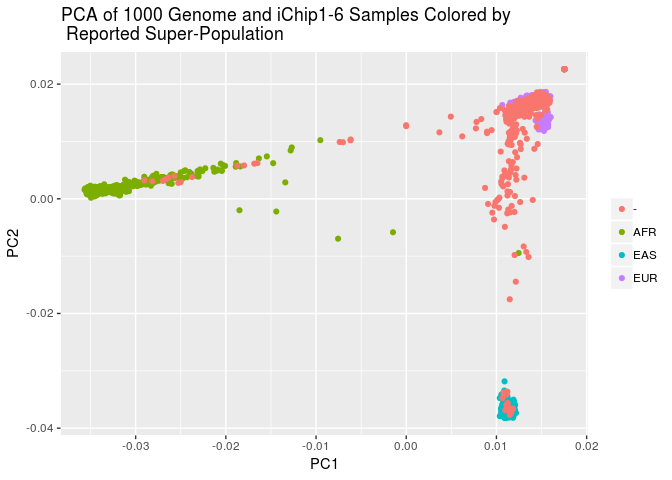 PCA of 1000 Genome and iChip1-6 Samples Colored by
Reported Super-Population
0.02
0.00
-0.02
-0.04
PC2
-0.03
-0.02
-0.01
0.00
0.01
0.02
PC1
-
AFR
EAS
EUR